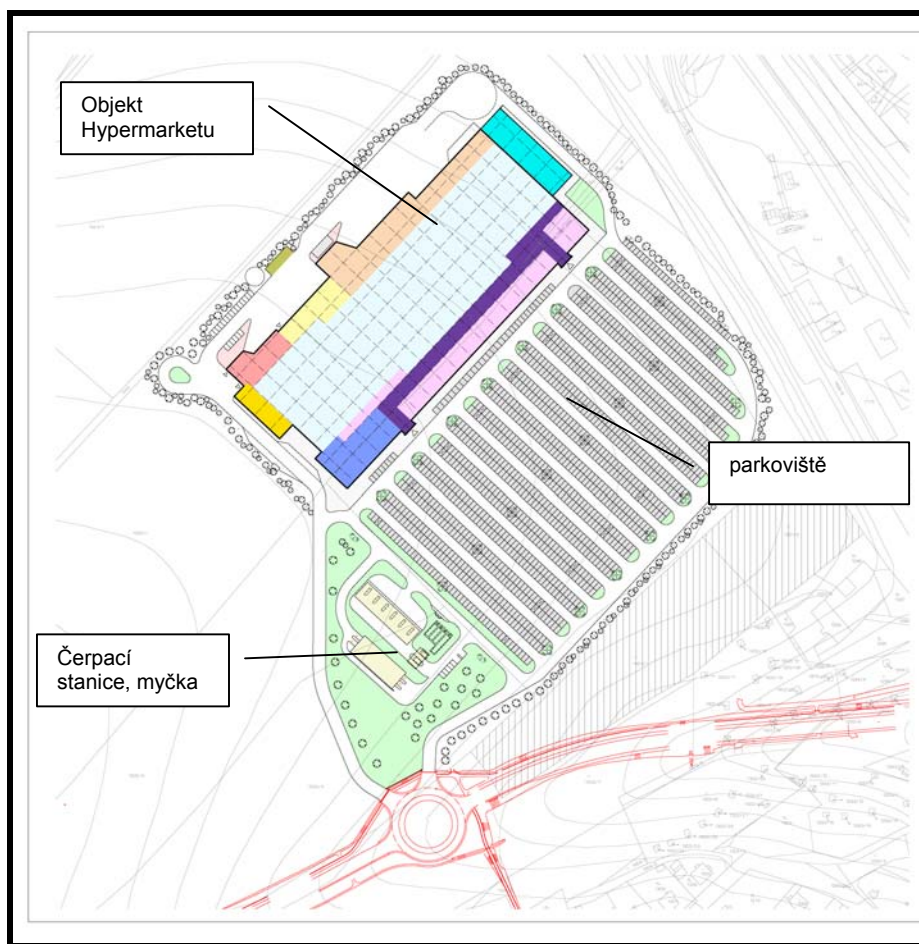 Objekt
Hypermarketu
parkoviště
Čerpací
stanice, myčka